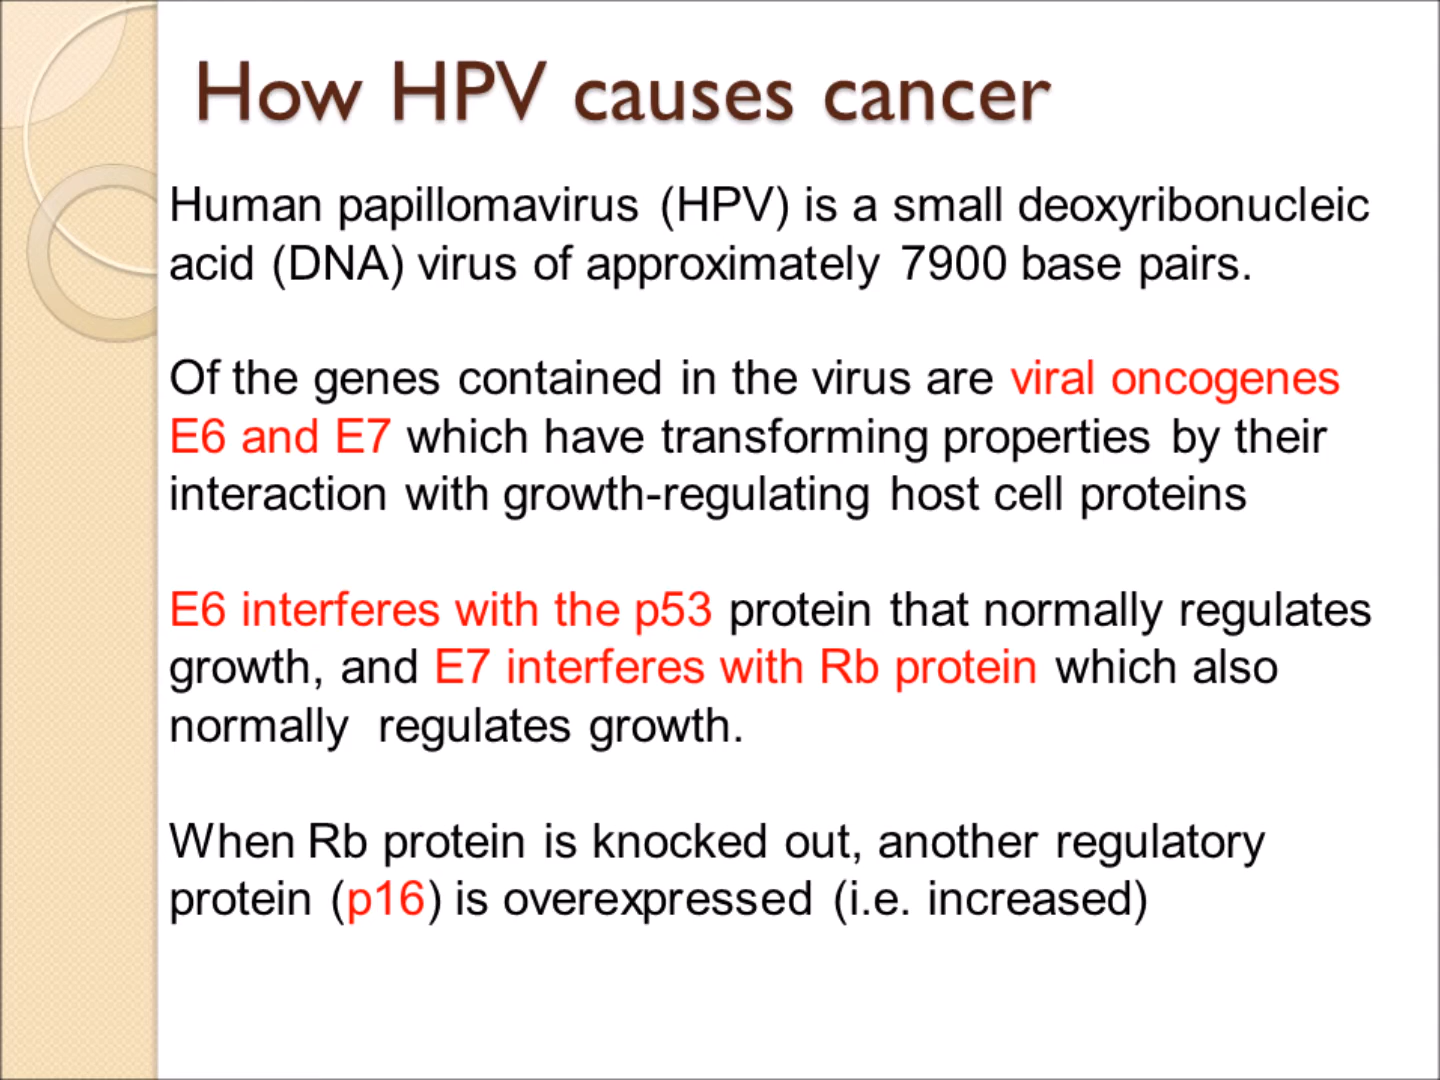 How HPV causes cancer
Human papillomavirus (HPV) is a small deoxyribonucleic
acid (DNA) virus of approximately 7900 base pairs.
Of the genes contained in the virus are viral oncogenes
E6 and E7 which have transforming properties by their
interaction with growth-regulating host cell proteins
E6 interferes with the p53 protein that normally regulates
growth, and E7 interferes with Rb protein which also
normally regulates growth.
When Rb protein is knocked out, another regulatory
protein (p16) is overexpressed (i.e. increased)